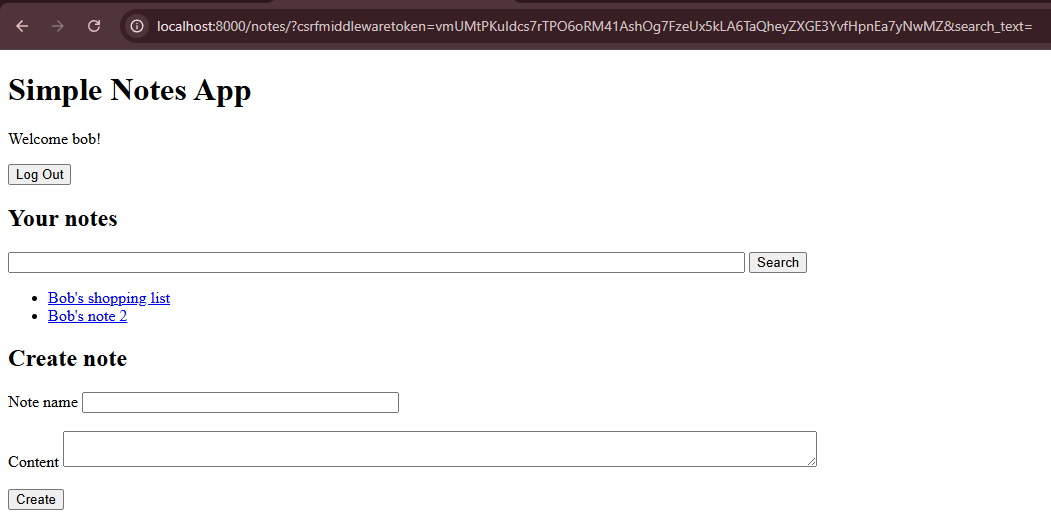 localhost:8000/notes/?csrfmiddlewaretoken=vmUMtPKuIdcs7rTPO6oRM41AshOg7FzeUx5kLA6TaQheyZXGE3YvfHpnEa7yNwMZ&search_text=
Simple Notes App
Welcome bob!
Log Out
Your notes
Search
Bob's shopping list
Bob's note 2
Create note
Note name
Content
Create